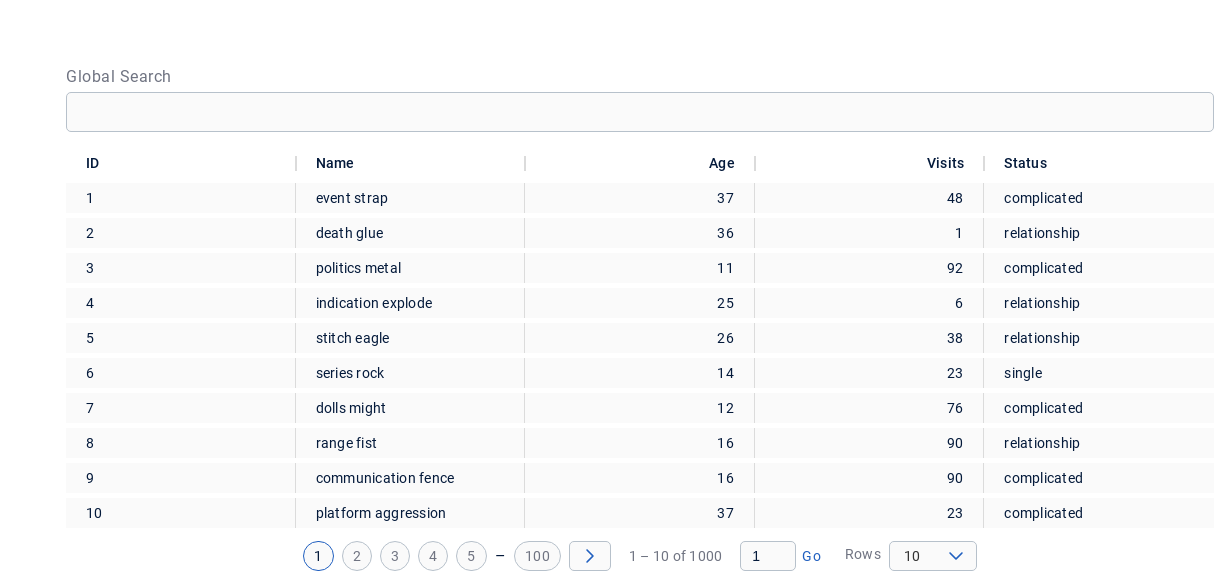 Global Search
ID Name Age Visits Status
1 event strap 37 48 complicated
2 death glue 36 1 relationship
3 politics metal 11 92 complicated
4 indication explode 25 6 relationship
5 stitch eagle 26 38 relationship
6 series rock 14 23 single
7 dolls might 12 76 complicated
8 range fist 16 90 relationship
9 communication fence 16 90 complicated
10 platform aggression 37 23 complicated
1 2 3 4 5 – 100 1 – 10 of 1000 1 Go Rows 10